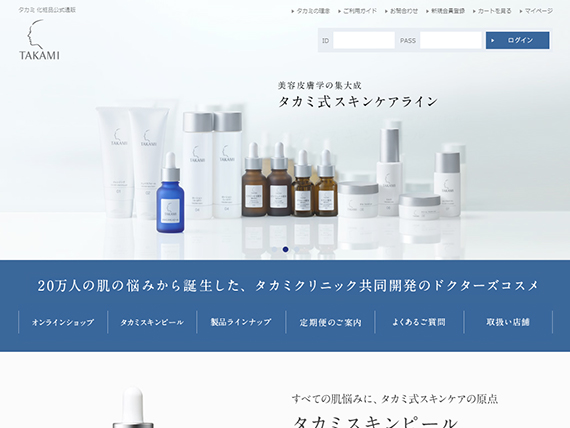 タカミ 化粧品公式通販
タカミの理念
ご利用ガイド
お問合わせ
新規会員登録
カートを見る
マイページ
TAKAMI
ID
PASS
ログイン
美容皮膚学の集大成
タカミ式スキンケアライン
TAKAMI
TAKAMI
TAKAMI
TAKAMI
TAKAMI
20万人の肌の悩みから誕生した、タカミクリニック共同開発のドクターズコスメ
オンラインショップ
タカミスキンピール
製品ラインナップ
定期便のご案内
よくあるご質問
取扱い店舗
すべての肌悩みに、タカミ式スキンケアの原点
タカミスキンピール